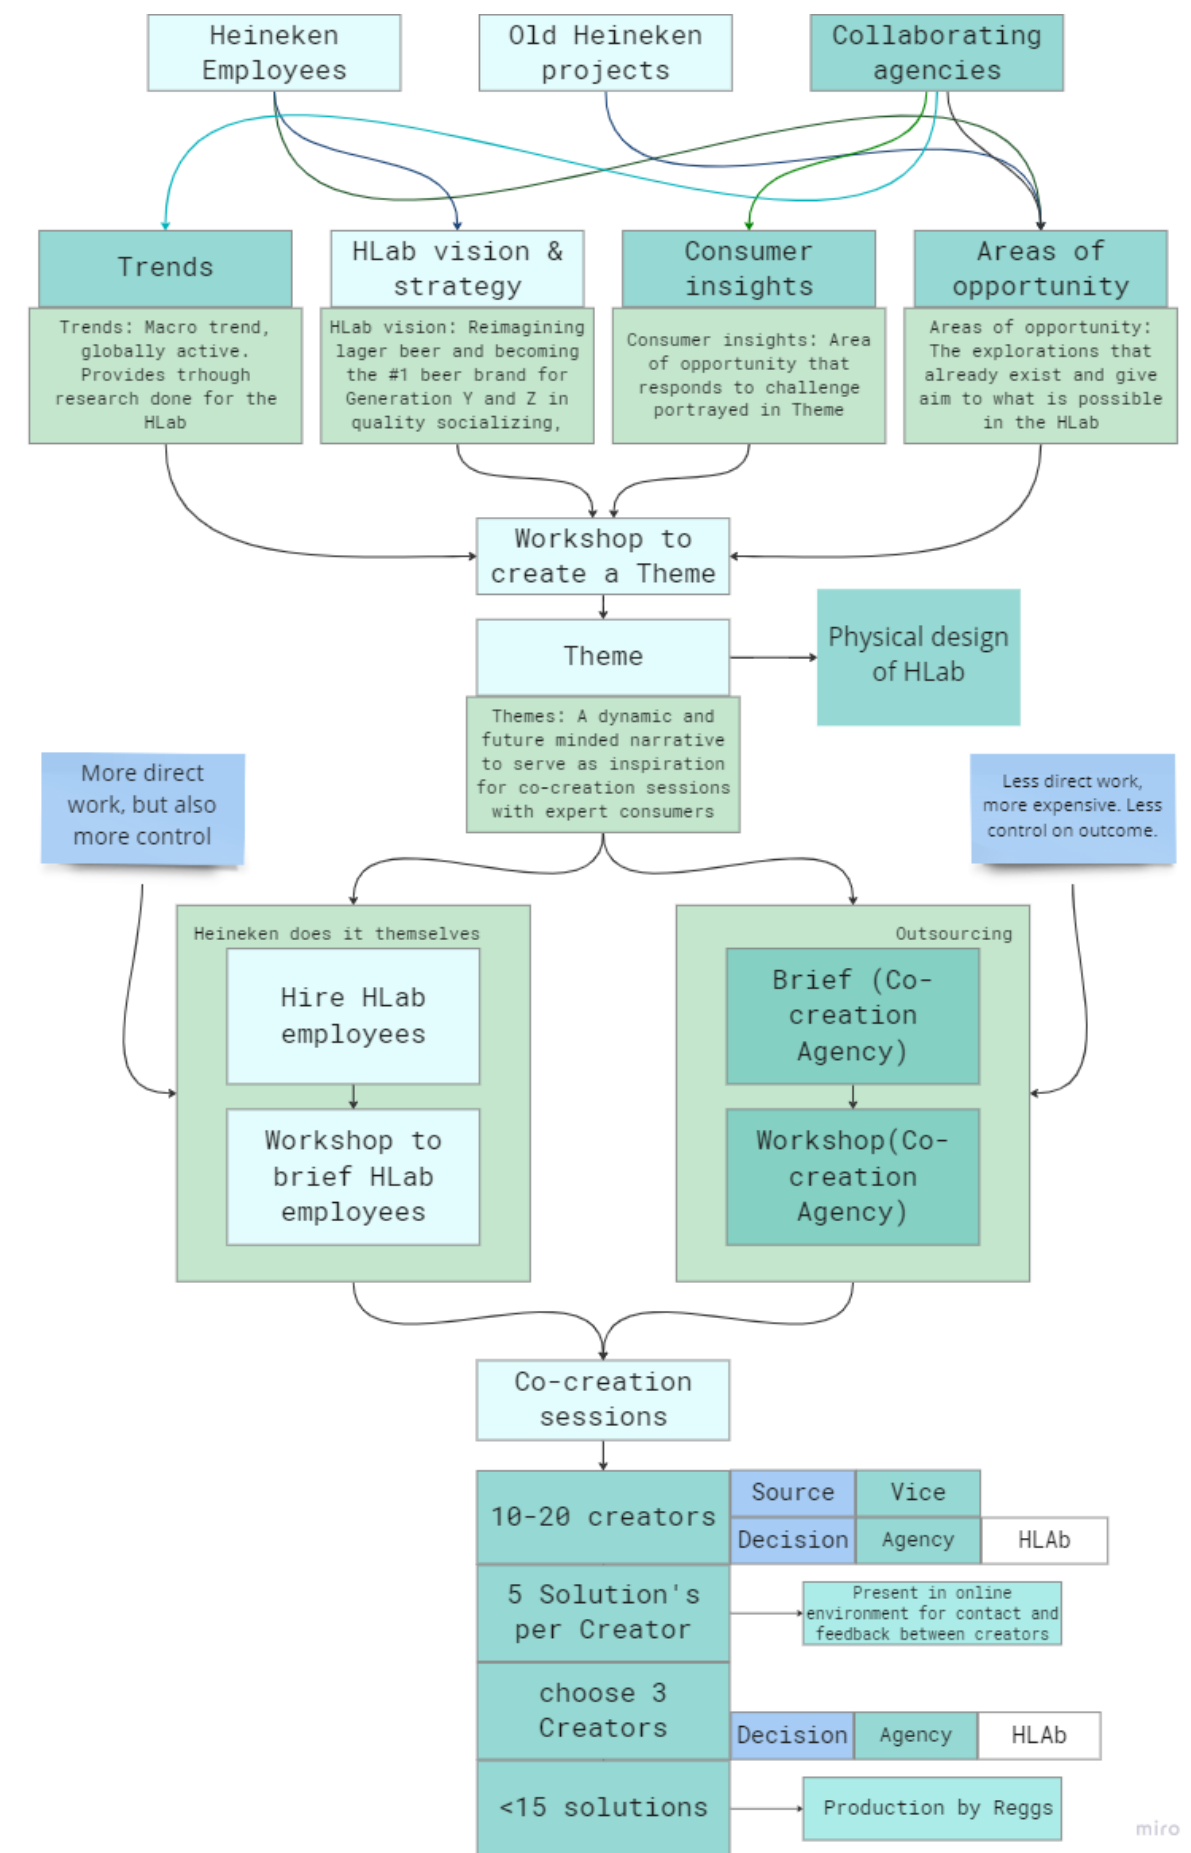 Heineken
Employees
Old Heineken
projects
Collaborating
agencies
Trends
HLab vision &
strategy
Consumer
insights
Areas of
opportunity
Trends: Macro trend,
globally active.
Provides trhough
research done for the
HLab
HLab vision: Reimagining
lager beer and becoming
the #1 beer brand for
Generation Y and Z in
quality socializing,
Consumer insights: Area
of opportunity that
responds to challenge
portrayed in Theme
Areas of opportunity:
The explorations that
already exist and give
aim to what is possible
in the HLab
Workshop to
create a Theme
Theme
Physical design
of HLab
Themes: A dynamic and
future minded narrative
to serve as inspiration
for co-creation sessions
with expert consumers
More direct
work, but also
more control
Less direct work,
more expensive. Less
control on outcome.
Heineken does it themselves
Hire HLab
employees
Workshop to
brief HLab
employees
Outsourcing
Brief (Co-
creation
Agency)
Workshop(Co-
creation
Agency)
Co-creation
sessions
10-20 creators
Source
Vice
Decision
Agency
HLAb
5 Solution's
per Creator
Present in online
environment for contact and
feedback between creators
choose 3
Creators
Decision
Agency
HLAb
<15 solutions
Production by Reggs
miro